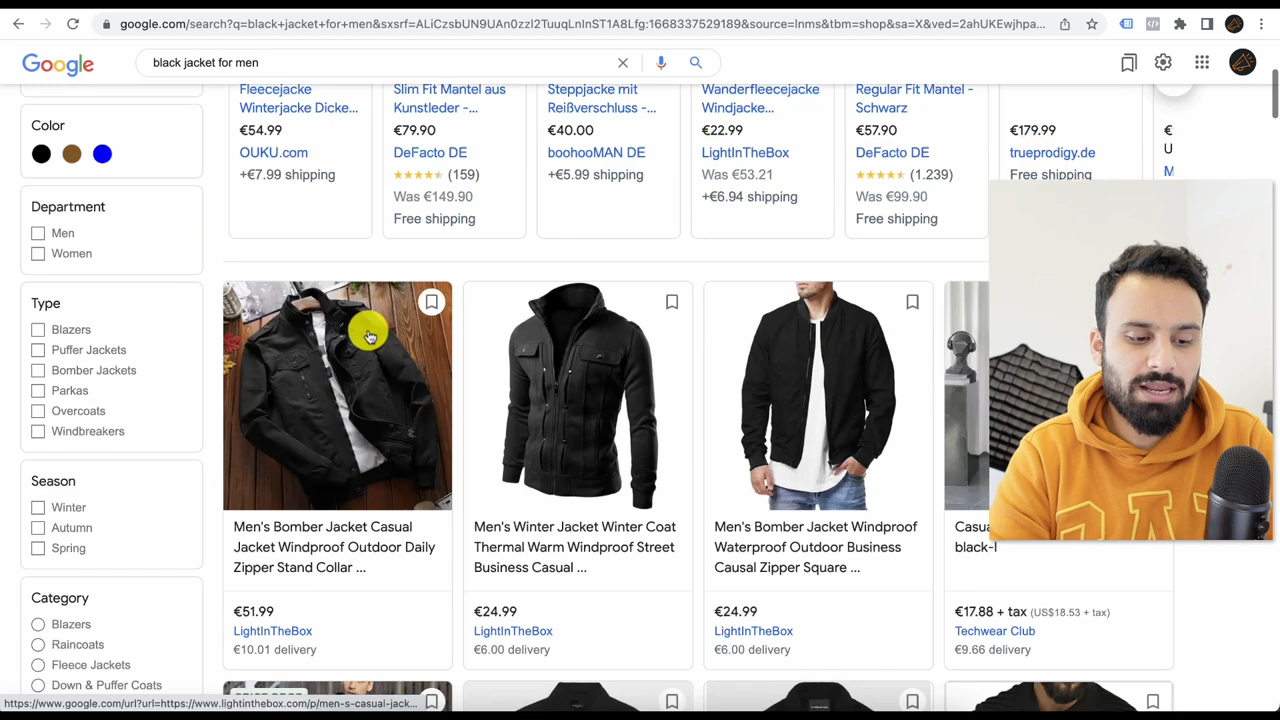 google.com/search?q=black+jacket+for+men&sxsrf=ALiCzsbUN9UAn0zzl2TuuqLnlnST1A8Lfg:1668337529189&source=lnms&tbm=shop&sa=X&ved=2ahUKEwjhpa...
Google
black jacket for men
Color
Department
Men
Women
Type
Blazers
Puffer Jackets
Bomber Jackets
Parkas
Overcoats
Windbreakers
Season
Winter
Autumn
Spring
Category
Blazers
Raincoats
Fleece Jackets
Down & Puffer Coats
Fleecejacke
Winterjacke Dicke...
€54.99
OUKU.com
+€7.99 shipping
Slim Fit Mantel aus
Kunstleder -...
€79.90
DeFacto DE
(159)
Was €149.90
Free shipping
Steppjacke mit
Reißverschluss -...
€40.00
boohooMAN DE
+€5.99 shipping
Wanderfleecejacke
Windjacke...
€22.99
LightInTheBox
Was €53.21
+€6.94 shipping
Regular Fit Mantel -
Schwarz
€57.90
DeFacto DE
(1.239)
Was €99.90
Free shipping
€179.99
trueprodigy.de
Free shipping
€
U
M
Men's Bomber Jacket Casual
Jacket Windproof Outdoor Daily
Zipper Stand Collar ...
€51.99
LightInTheBox
€10.01 delivery
Men's Winter Jacket Winter Coat
Thermal Warm Windproof Street
Business Casual ...
€24.99
LightInTheBox
€6.00 delivery
Men's Bomber Jacket Windproof
Waterproof Outdoor Business
Causal Zipper Square ...
€24.99
LightInTheBox
€6.00 delivery
Casua
black-l
€17.88 + tax (US$18.53 + tax)
Techwear Club
€9.66 delivery
https://www.google.com/url?url=https://www.lightinthebox.com/p/men-s-casual-jack...